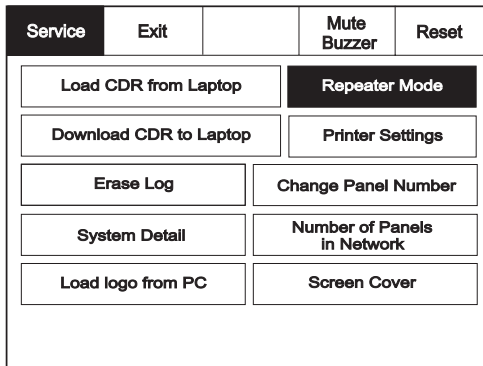 Service
Exit
Mute
Buzzer
Reset
Load CDR from Laptop
Repeater Mode
Download CDR to Laptop
Printer Settings
Erase Log
Change Panel Number
System Detail
Number of Panels
in Network
Load logo from PC
Screen Cover